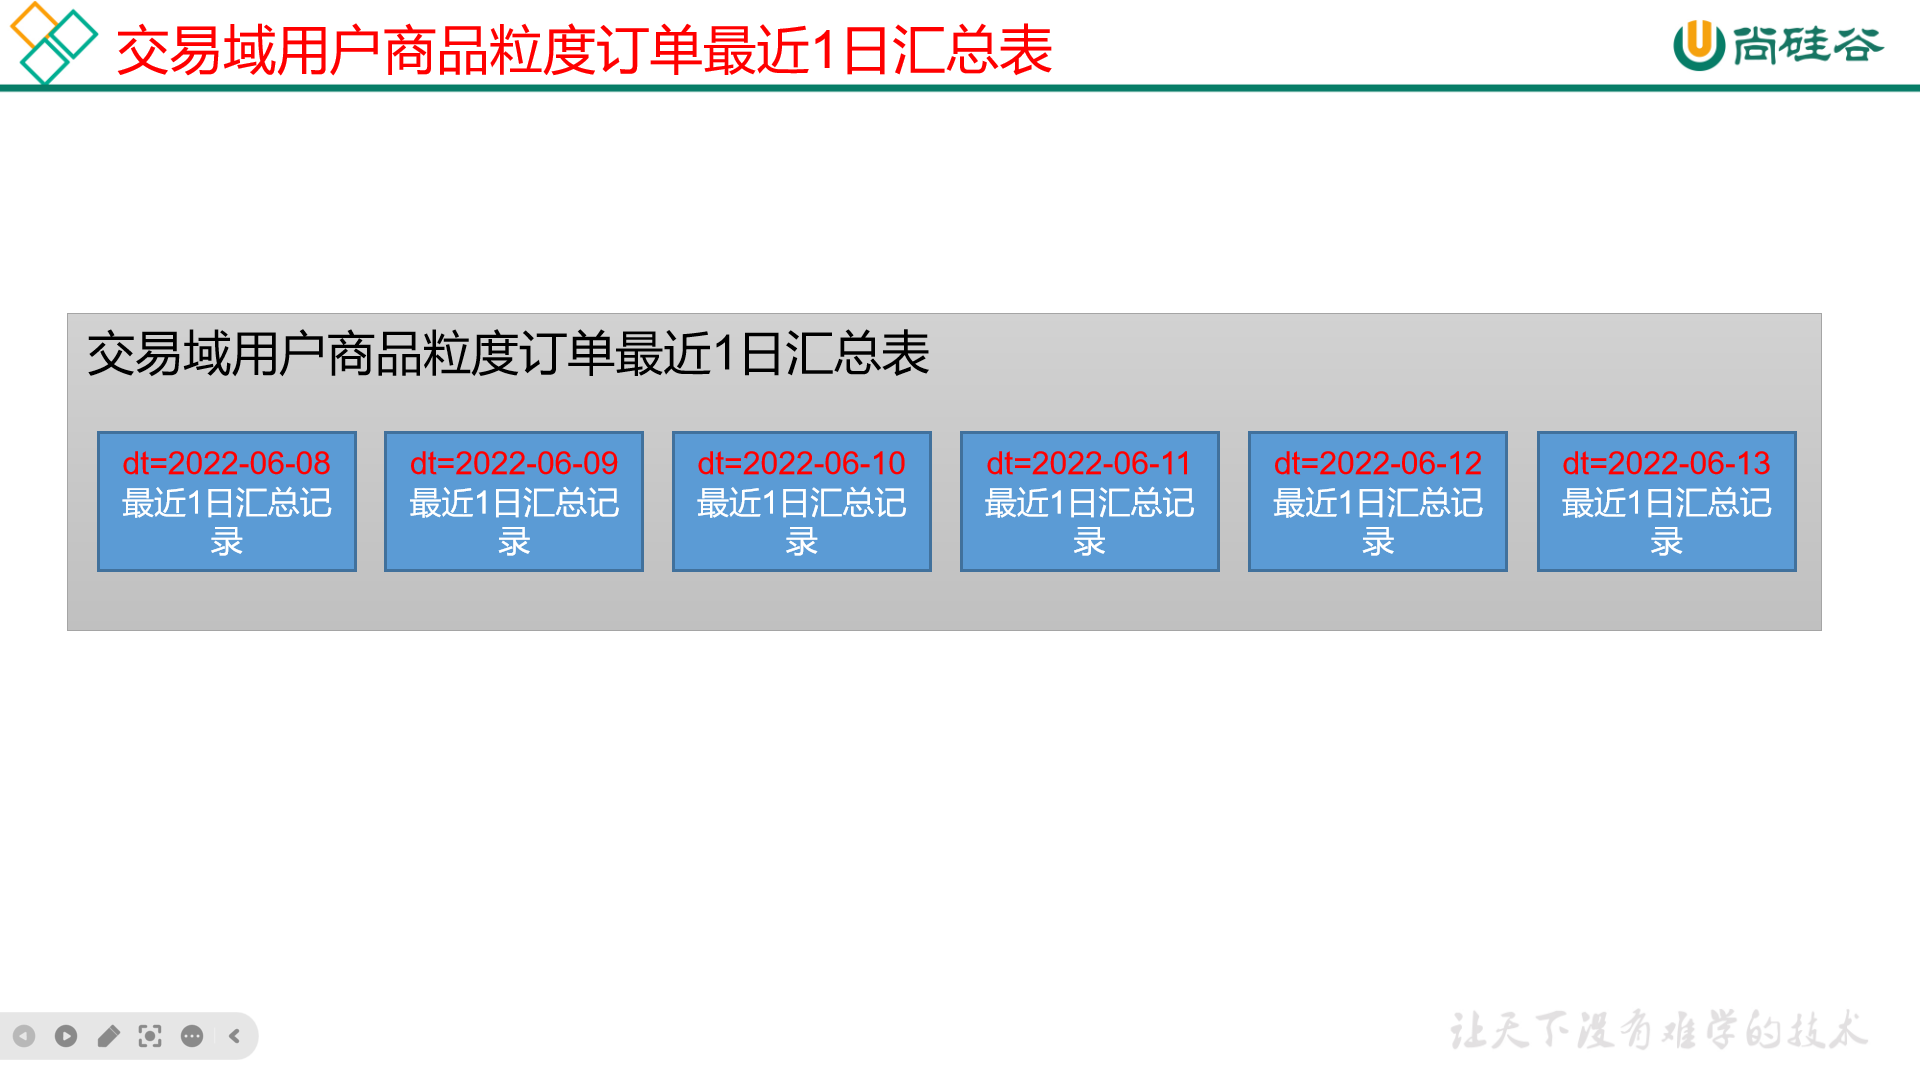 交易域用户商品粒度订单最近1日汇总表
尚硅谷
交易域用户商品粒度订单最近1日汇总表
dt=2022-06-08
最近1日汇总记
录
dt=2022-06-09
最近1日汇总记
录
dt=2022-06-10
最近1日汇总记
录
dt=2022-06-11
最近1日汇总记
录
dt=2022-06-12
最近1日汇总记
录
dt=2022-06-13
最近1日汇总记
录
让天下没有难学的技术